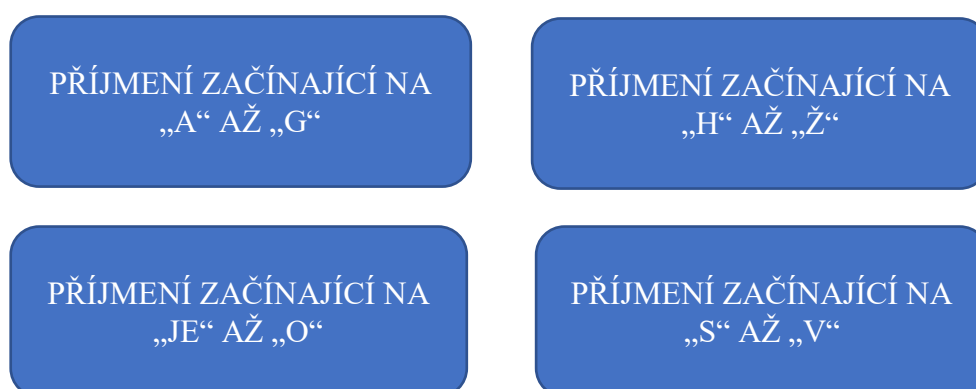 PŘÍJMENÍ ZAČÍNAJÍCÍ NA
„A“ AŽ „G“
PŘÍJMENÍ ZAČÍNAJÍCÍ NA
„H“ AŽ „Ž“
PŘÍJMENÍ ZAČÍNAJÍCÍ NA
„JE“ AŽ „O“
PŘÍJMENÍ ZAČÍNAJÍCÍ NA
„S“ AŽ „V“